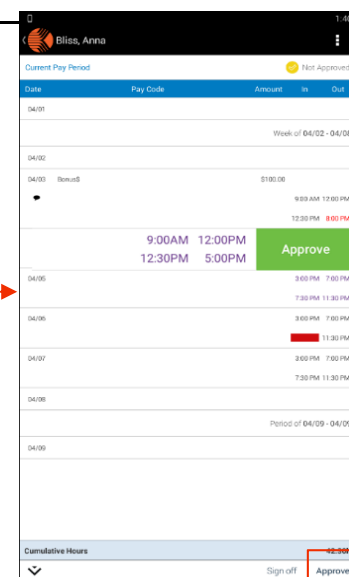 1:40
Bliss, Anna
Current Pay Period Not Approved
Date Pay Code Amount In Out
04/01
Week of 04/02 - 04/08
04/02
04/03 Bonus$ $100.00
9:00 AM 12:00 PM
12:30 PM 8:00 PM
9:00AM 12:00PM
12:30PM 5:00PM
Approve
04/05 3:00 PM 7:00 PM
7:30 PM 11:30 PM
04/06 3:00 PM 7:00 PM
11:30 PM
04/07 3:00 PM 7:00 PM
7:30 PM 11:30 PM
04/08
Period of 04/09 - 04/09
04/09
Cumulative Hours
Sign off Approve